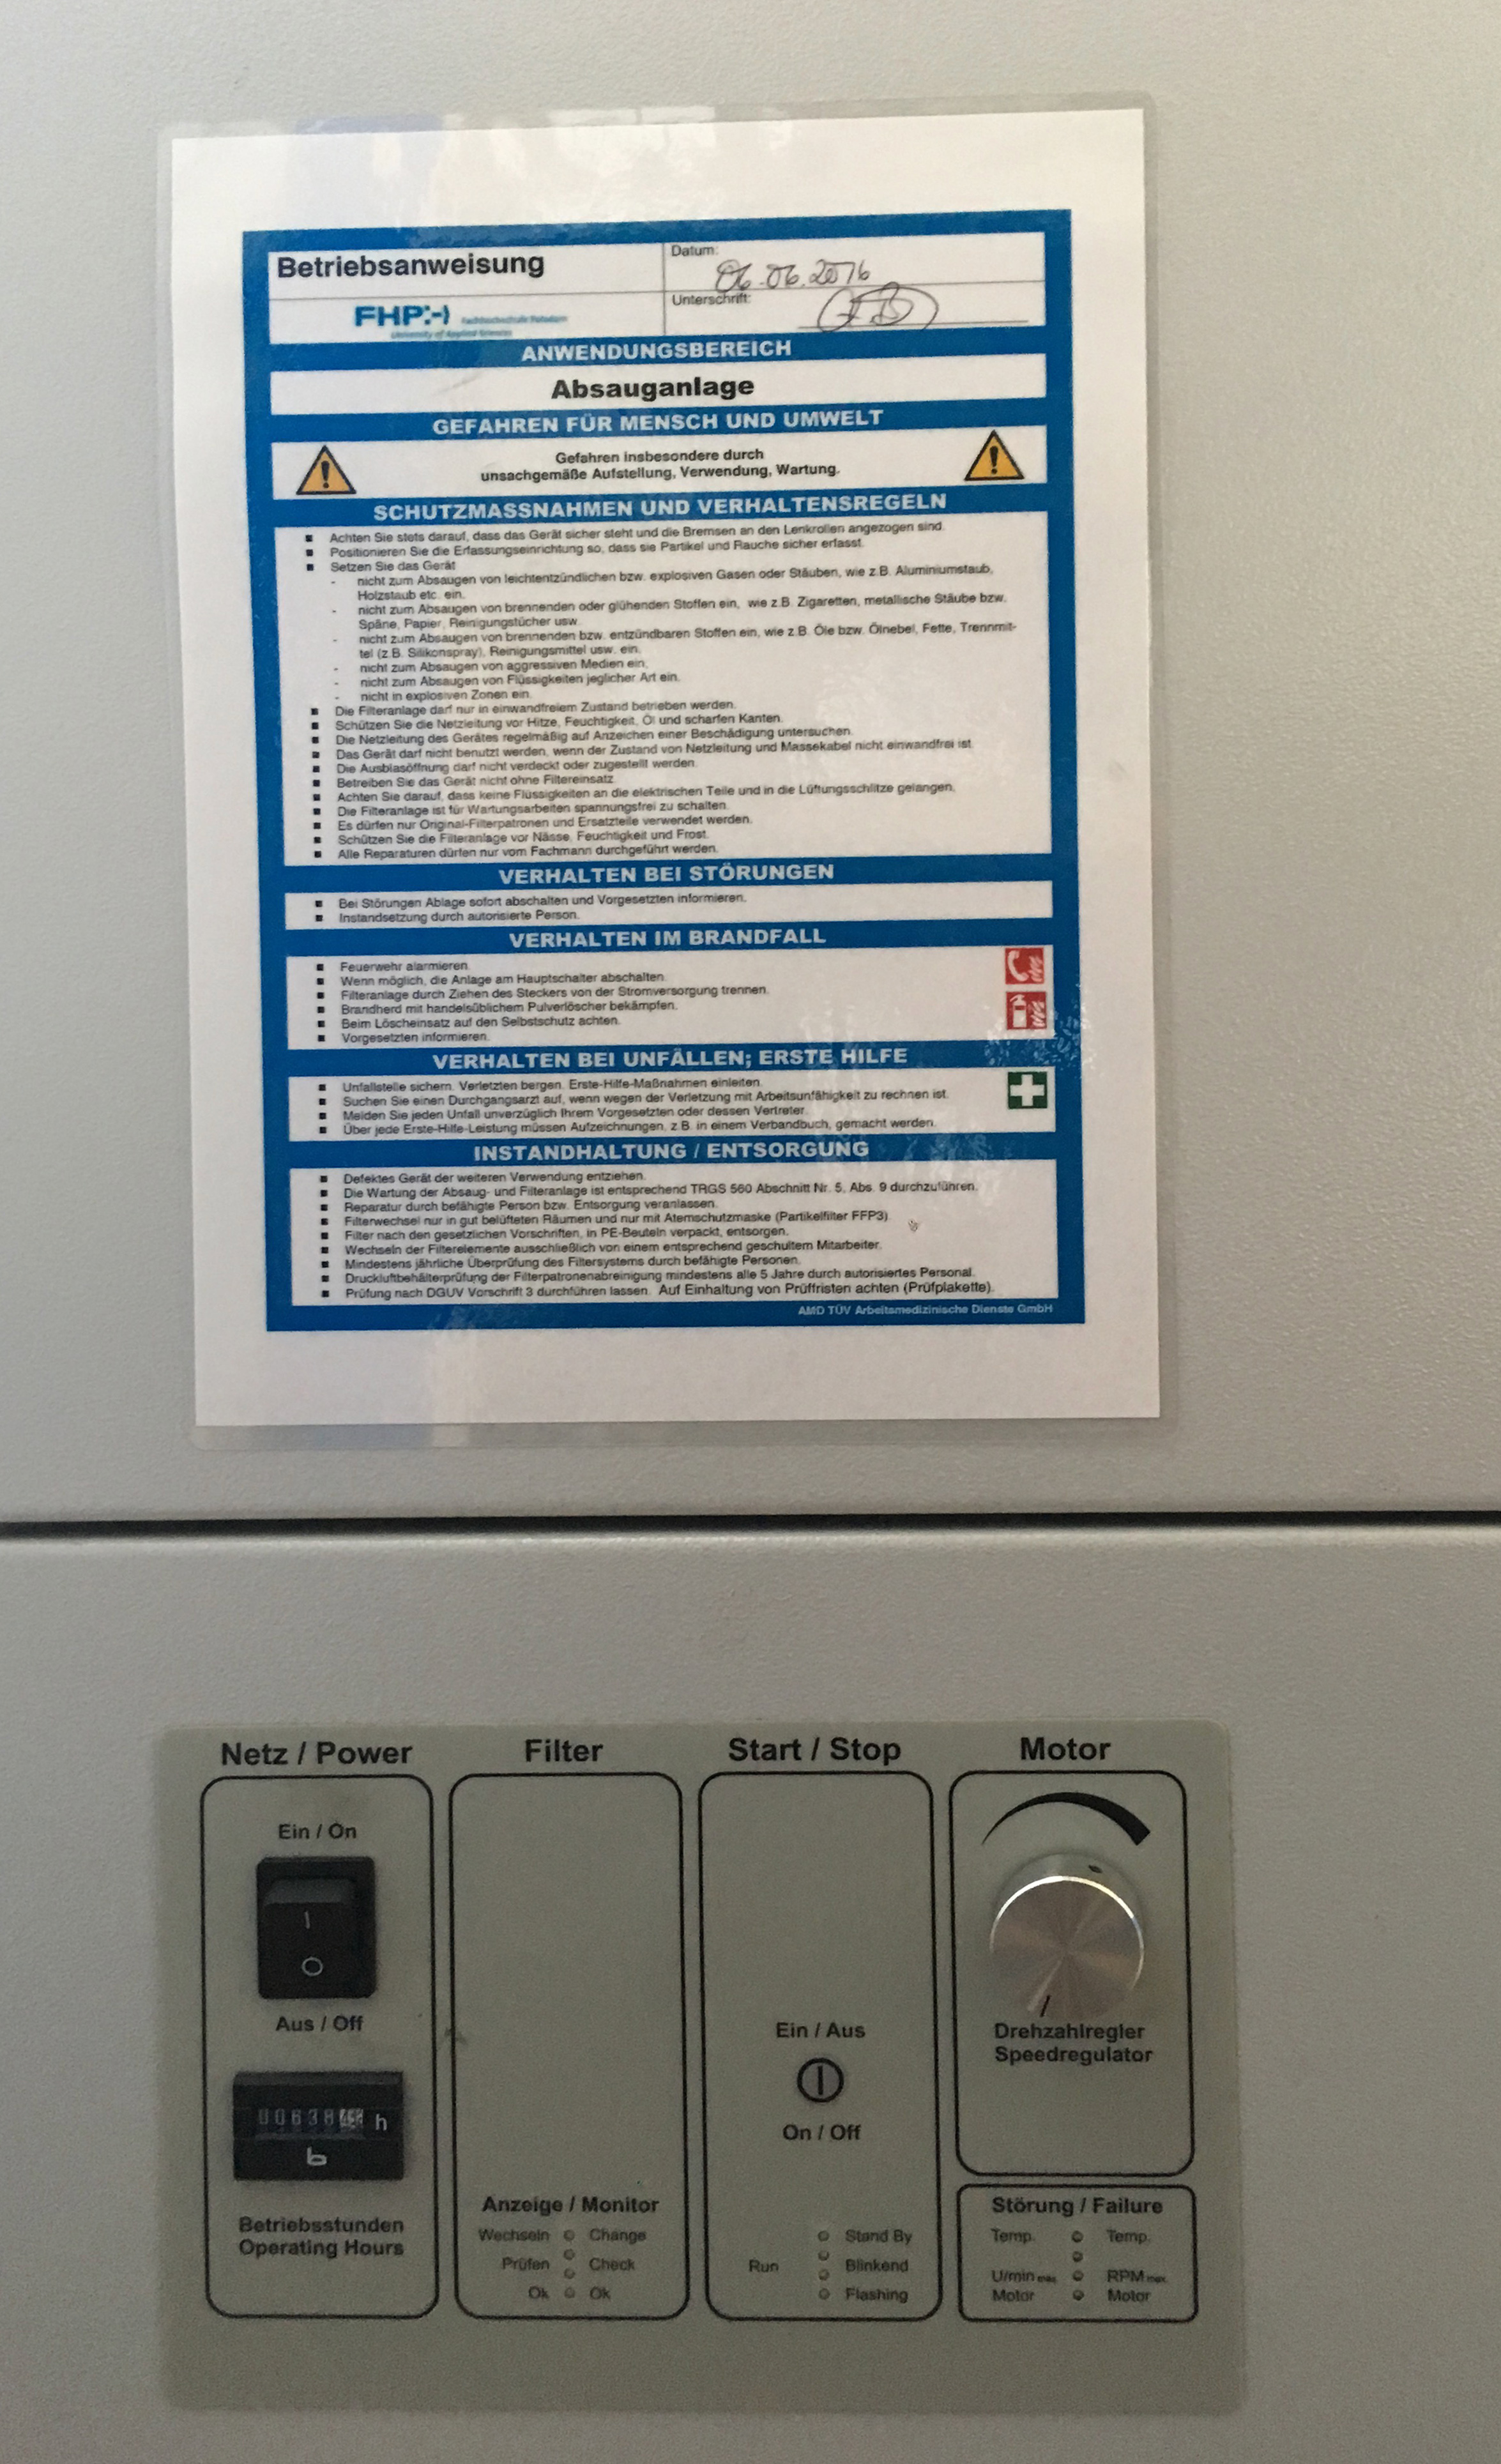 Betriebsanweisung
Datum:
06.06.2016
Unterschrift:
FHP
Fachhochschule Potsdam
University of Applied Sciences
ANWENDUNGSBEREICH
Absauganlage
GEFAHREN FÜR MENSCH UND UMWELT
Gefahren insbesondere durch
unsachgemäße Aufstellung, Verwendung, Wartung.
SCHUTZMASSNAHMEN UND VERHALTENSREGELN
▪ Achten Sie stets darauf, dass das Gerät sicher steht und die Bremsen an den Lenkrollen angezogen sind.
▪ Positionieren Sie die Erfassungseinrichtung so, dass sie Partikel und Rauche sicher erfasst.
▪ Setzen Sie das Gerät
- nicht zum Absaugen von leichtentzündlichen bzw. explosiven Gasen oder Stäuben, wie z.B. Aluminiumstaub,
Holzstaub etc. ein.
- nicht zum Absaugen von brennenden oder glühenden Stoffen ein, wie z.B. Zigaretten, metallische Stäube bzw.
Späne, Papier, Reinigungstücher usw.
- nicht zum Absaugen von brennenden bzw. entzündbaren Stoffen ein, wie z.B. Öle bzw. Ölnebel, Fette, Trennmit-
tel (z.B. Silikonspray), Reinigungsmittel usw. ein.
- nicht zum Absaugen von aggressiven Medien ein.
- nicht zum Absaugen von Flüssigkeiten jeglicher Art ein.
- nicht in explosiven Zonen ein.
▪ Die Filteranlage darf nur in einwandfreiem Zustand betrieben werden.
▪ Schützen Sie die Netzleitung vor Hitze, Feuchtigkeit, Öl und scharfen Kanten.
▪ Die Netzleitung des Gerätes regelmäßig auf Anzeichen einer Beschädigung untersuchen.
▪ Das Gerät darf nicht benutzt werden, wenn der Zustand von Netzleitung und Massekabel nicht einwandfrei ist.
▪ Die Ausblasöffnung darf nicht verdeckt oder zugestellt werden.
▪ Betreiben Sie das Gerät nicht ohne Filtereinsatz.
▪ Achten Sie darauf, dass keine Flüssigkeiten an die elektrischen Teile und in die Lüftungsschlitze gelangen.
▪ Die Filteranlage ist für Wartungsarbeiten spannungsfrei zu schalten.
▪ Es dürfen nur Original-Filterpatronen und Ersatzteile verwendet werden.
▪ Schützen Sie die Filteranlage vor Nässe, Feuchtigkeit und Frost.
▪ Alle Reparaturen dürfen nur vom Fachmann durchgeführt werden.
VERHALTEN BEI STÖRUNGEN
▪ Bei Störungen Ablage sofort abschalten und Vorgesetzten informieren.
▪ Instandsetzung durch autorisierte Person.
VERHALTEN IM BRANDFALL
▪ Feuerwehr alarmieren.
▪ Wenn möglich, die Anlage am Hauptschalter abschalten.
▪ Filteranlage durch Ziehen des Steckers von der Stromversorgung trennen.
▪ Brandherd mit handelsüblichem Pulverlöscher bekämpfen.
▪ Beim Löscheinsatz auf den Selbstschutz achten.
▪ Vorgesetzten informieren.
VERHALTEN BEI UNFÄLLEN; ERSTE HILFE
▪ Unfallstelle sichern. Verletzten bergen. Erste-Hilfe-Maßnahmen einleiten.
▪ Suchen Sie einen Durchgangsarzt auf, wenn wegen der Verletzung mit Arbeitsunfähigkeit zu rechnen ist.
▪ Melden Sie jeden Unfall unverzüglich Ihrem Vorgesetzten oder dessen Vertreter.
▪ Über jede Erste-Hilfe-Leistung müssen Aufzeichnungen, z.B. in einem Verbandbuch, gemacht werden.
INSTANDHALTUNG / ENTSORGUNG
▪ Defektes Gerät der weiteren Verwendung entziehen.
▪ Die Wartung der Absaug- und Filteranlage ist entsprechend TRGS 560 Abschnitt Nr. 5, Abs. 9 durchzuführen.
▪ Reparatur durch befähigte Person bzw. Entsorgung veranlassen.
▪ Filterwechsel nur in gut belüfteten Räumen und nur mit Atemschutzmaske (Partikelfilter FFP3)
▪ Filter nach den gesetzlichen Vorschriften, in PE-Beuteln verpackt, entsorgen.
▪ Wechseln der Filterelemente ausschließlich von einem entsprechend geschultem Mitarbeiter.
▪ Mindestens jährliche Überprüfung des Filtersystems durch befähigte Personen.
▪ Druckluftbehälterprüfung der Filterpatronenabreinigung mindestens alle 5 Jahre durch autorisiertes Personal.
▪ Prüfung nach DGUV Vorschrift 3 durchführen lassen. Auf Einhaltung von Prüffristen achten (Prüfplakette).
AMD TÜV Arbeitsmedizinische Dienste GmbH
Netz / Power
Ein / On
I
O
Aus / Off
00638
h
Betriebsstunden
Operating Hours
Filter
Anzeige / Monitor
Wechseln Change
Prüfen Check
Ok Ok
Start / Stop
Ein / Aus
On / Off
Stand By
Run Blinkend
Flashing
Motor
Drehzahlregler
Speedregulator
Störung / Failure
Temp. Temp.
U/min max. RPM max.
Motor Motor